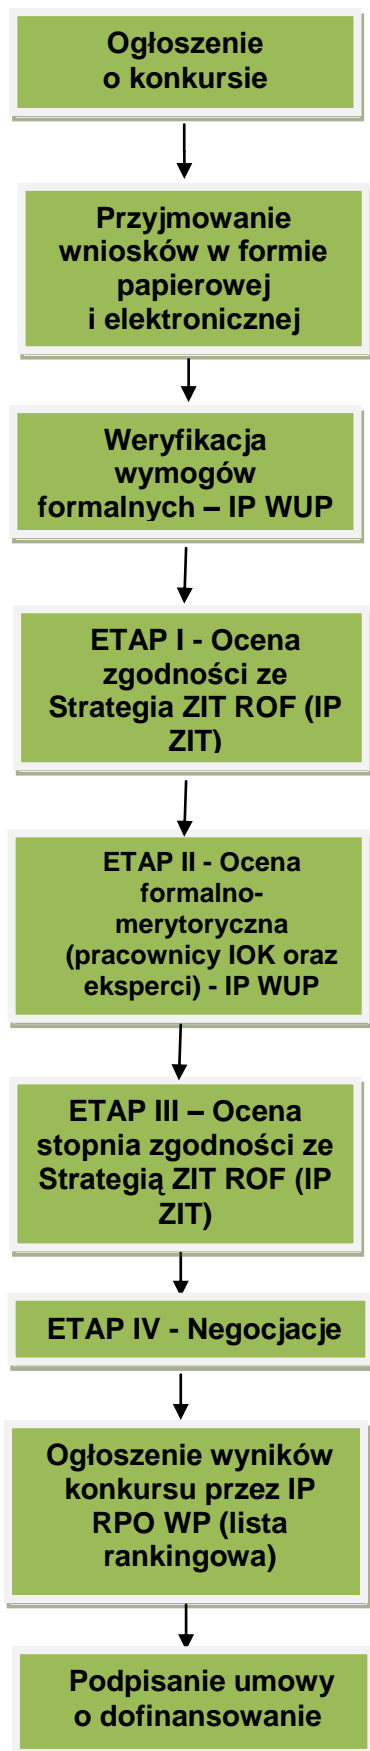 Ogłoszenie
o konkursie
Przyjmowanie
wniosków w formie
papierowej
i elektronicznej
Weryfikacja
wymogów
formalnych – IP WUP
ETAP I - Ocena
zgodności ze
Strategia ZIT ROF (IP
ZIT)
ETAP II - Ocena
formalno-
merytoryczna
(pracownicy IOK oraz
eksperci) - IP WUP
ETAP III – Ocena
stopnia zgodności ze
Strategią ZIT ROF (IP
ZIT)
ETAP IV - Negocjacje
Ogłoszenie wyników
konkursu przez IP
RPO WP (lista
rankingowa)
Podpisanie umowy
o dofinansowanie